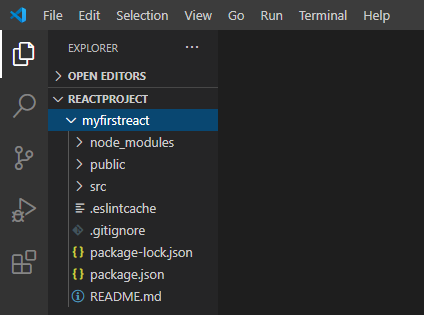 File Edit Selection View Go Run Terminal Help
EXPLORER ···
OPEN EDITORS
REACTPROJECT
myfirstreact
node_modules
public
src
.eslintcache
.gitignore
{ } package-lock.json
{ } package.json
README.md